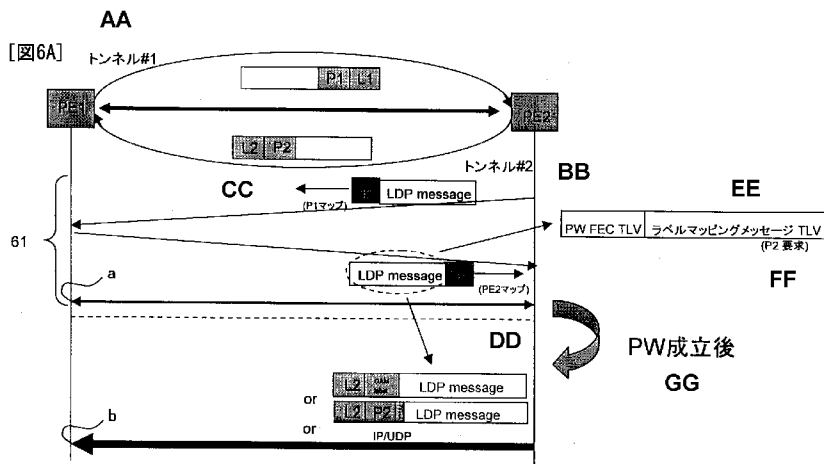 AA
[図6A]
トンネル#1
P1 L1
PE1
PE2
L2 P2
トンネル#2
BB
CC
LDP message
(P1マップ)
EE
PW FEC TLV ラベルマッピングメッセージ TLV
(P2 要求)
61
LDP message
(PE2マップ)
FF
a
DD
PW成立後
GG
L2 LDP message
or
L2 P2 LDP message
or
IP/UDP
b